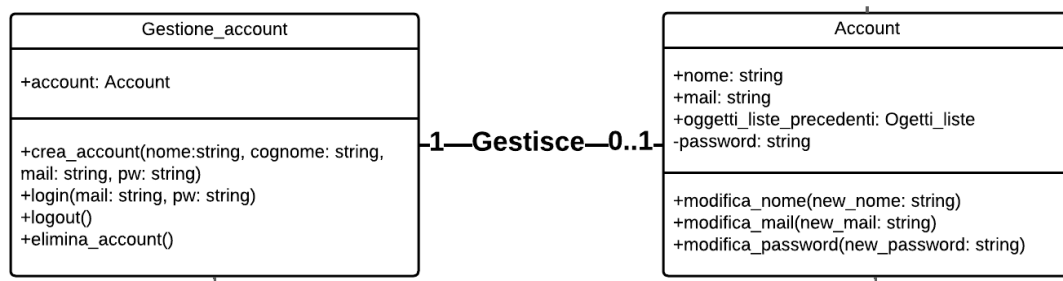 Gestione_account
+account: Account
+crea_account(nome:string, cognome: string,
mail: string, pw: string)
+login(mail: string, pw: string)
+logout()
+elimina_account()
1 Gestisce 0..1
Account
+nome: string
+mail: string
+oggetti_liste_precedenti: Ogetti_liste
-password: string
+modifica_nome(new_nome: string)
+modifica_mail(new_mail: string)
+modifica_password(new_password: string)